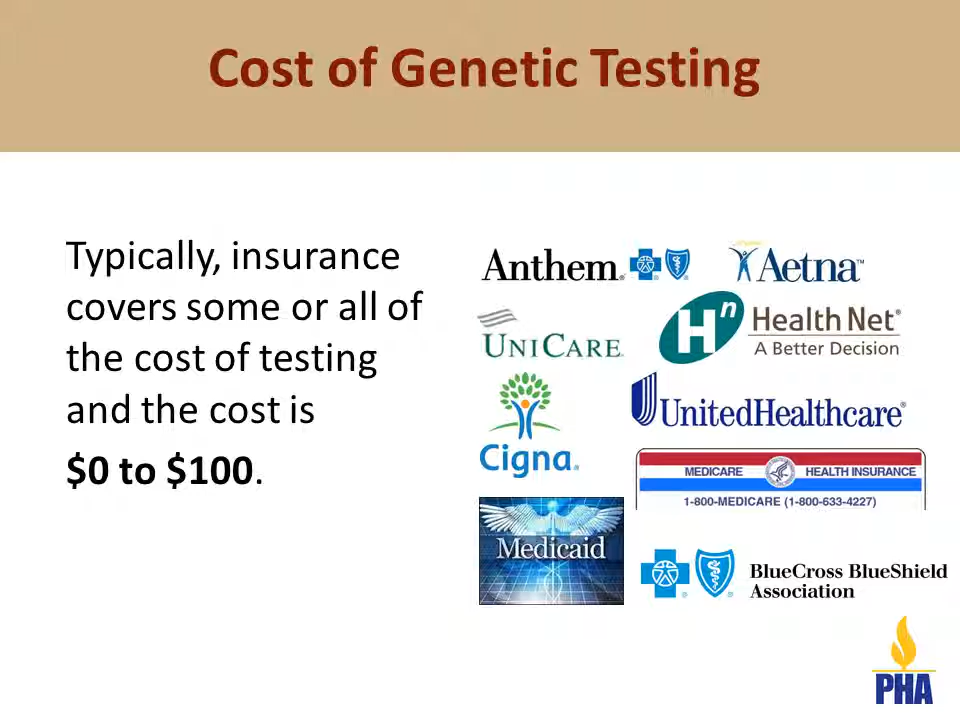 Cost of Genetic Testing
Typically, insurance
covers some or all of
the cost of testing
and the cost is
$0 to $100.
Anthem®
Aetna™
UNICARE
Hn Health Net®
A Better Decision
Cigna®
UnitedHealthcare®
MEDICARE HEALTH INSURANCE
1-800-MEDICARE (1-800-633-4227)
Medicaid
BlueCross BlueShield
Association
PHA